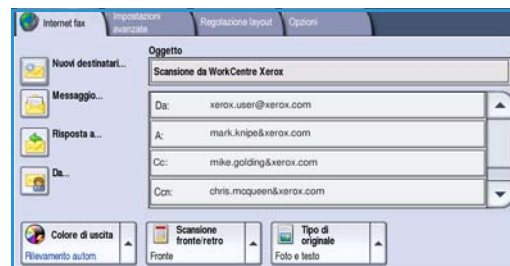 Internet fax
Impostazioni avanzate
Regolazione layout
Opzioni
Nuovi destinatari...
Messaggio...
Risposta a...
Da...
Oggetto
Scansione da WorkCentre Xerox
Da: xerox.user@xerox.com
A: mark.knipe&xerox.com
Cc: mike.golding&xerox.com
Ccn: chris.mcqueen&xerox.com
Colore di uscita
Rilevamento autom.
Scansione
fronte/retro
Fronte
Tipo di
originale
Foto e testo